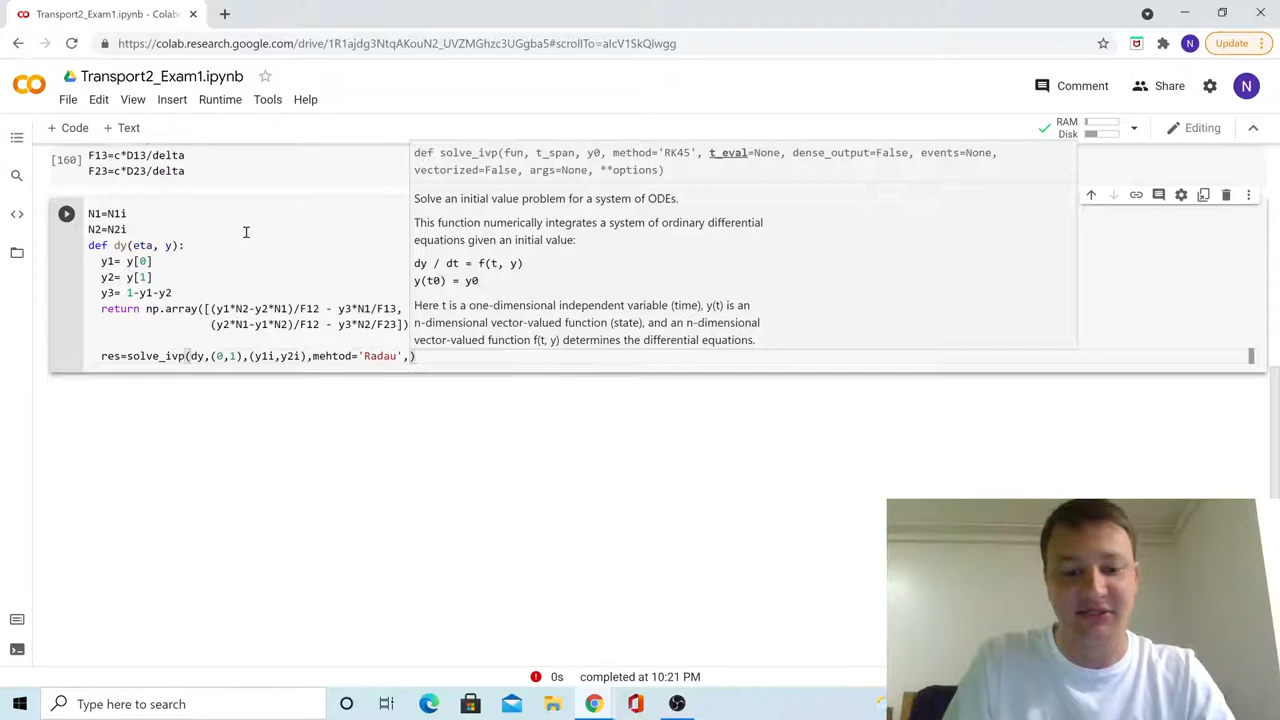 Transport2_Exam1.ipynb - Colab
https://colab.research.google.com/drive/1R1ajdg3NtqAKouN2_UVZMGhzc3UGgba5#scrollTo=aIcV1SkQlwgg
N
Update
Transport2_Exam1.ipynb
Comment
Share
N
File Edit View Insert Runtime Tools Help
+ Code + Text
RAM
Disk
Editing
[160]
F13=c*D13/delta
F23=c*D23/delta
def solve_ivp(fun, t_span, y0, method='RK45', t_eval=None, dense_output=False, events=None,
vectorized=False, args=None, **options)
Solve an initial value problem for a system of ODEs.
This function numerically integrates a system of ordinary differential
equations given an initial value:
dy / dt = f(t, y)
y(t0) = y0
Here t is a one-dimensional independent variable (time), y(t) is an
n-dimensional vector-valued function (state), and an n-dimensional
vector-valued function f(t, y) determines the differential equations.
N1=N1i
N2=N2i
def dy(eta, y):
y1= y[0]
y2= y[1]
y3= 1-y1-y2
return np.array([(y1*N2-y2*N1)/F12 - y3*N1/F13,
(y2*N1-y1*N2)/F12 - y3*N2/F23])
res=solve_ivp(dy,(0,1),(y1i,y2i),mehtod='Radau',)
0s completed at 10:21 PM
Type here to search